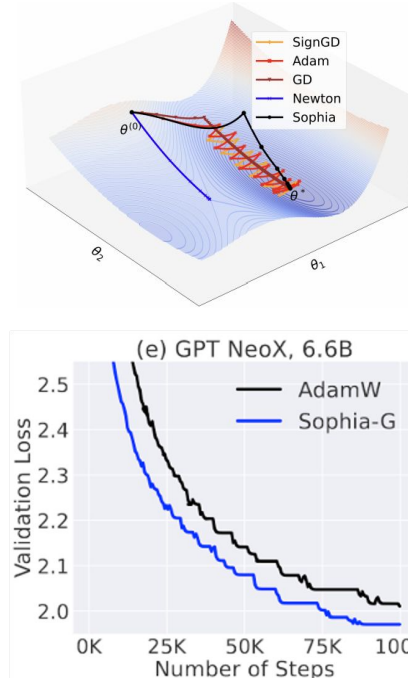 SignGD
Adam
GD
Newton
Sophia
θ(0)
θ*
θ2
θ1
(e) GPT NeoX, 6.6B
AdamW
Sophia-G
Validation Loss
2.5
2.4
2.3
2.2
2.1
2.0
0K 25K 50K 75K 100
Number of Steps